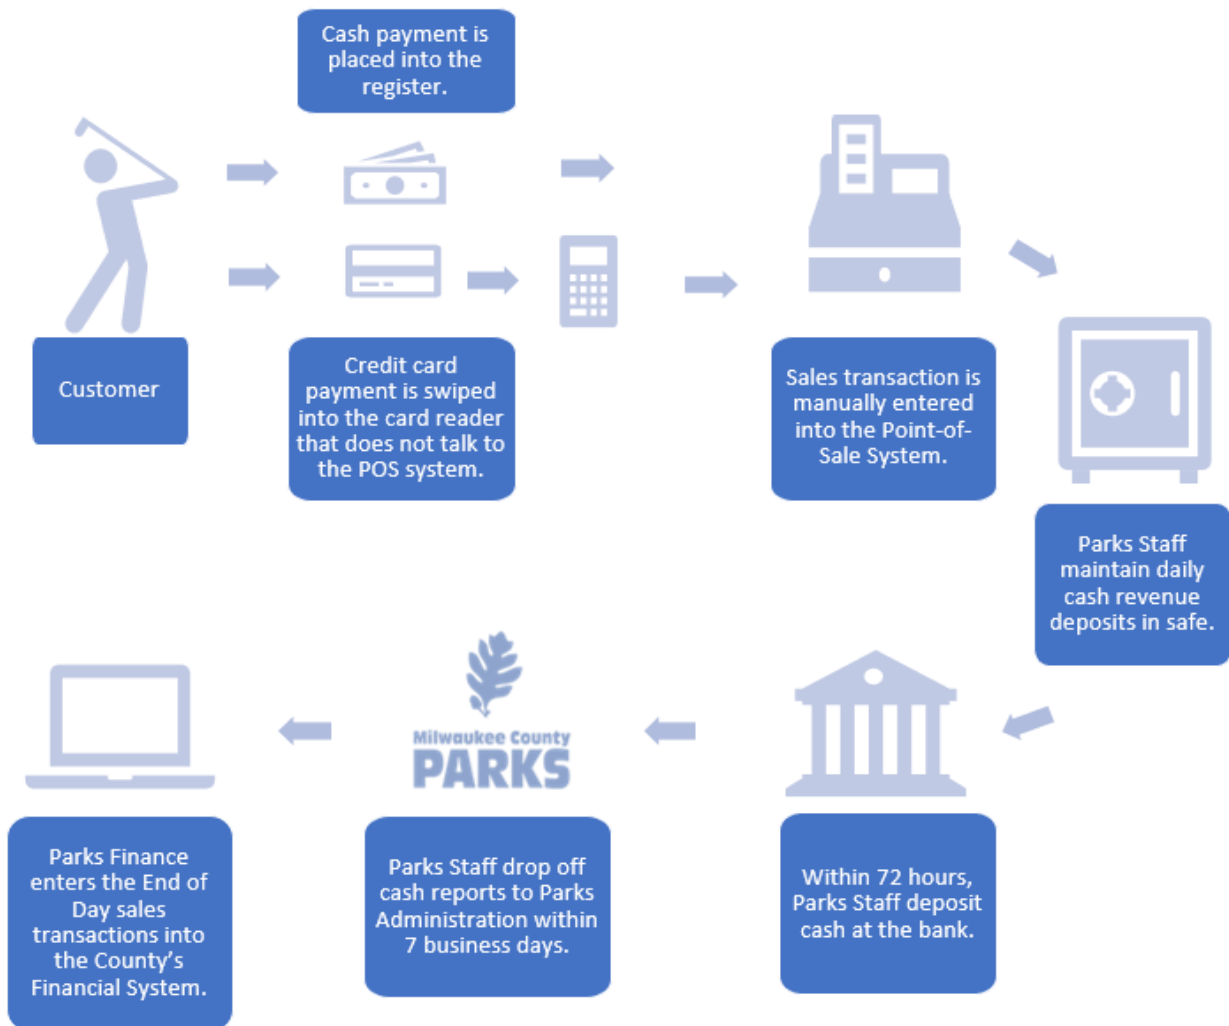 Cash payment is
placed into the
register.
Customer
Credit card
payment is swiped
into the card reader
that does not talk to
the POS system.
Sales transaction is
manually entered
into the Point-of-
Sale System.
Parks Staff
maintain daily
cash revenue
deposits in safe.
Within 72 hours,
Parks Staff deposit
cash at the bank.
Milwaukee County
PARKS
Parks Staff drop off
cash reports to Parks
Administration within
7 business days.
Parks Finance
enters the End of
Day sales
transactions into
the County’s
Financial System.